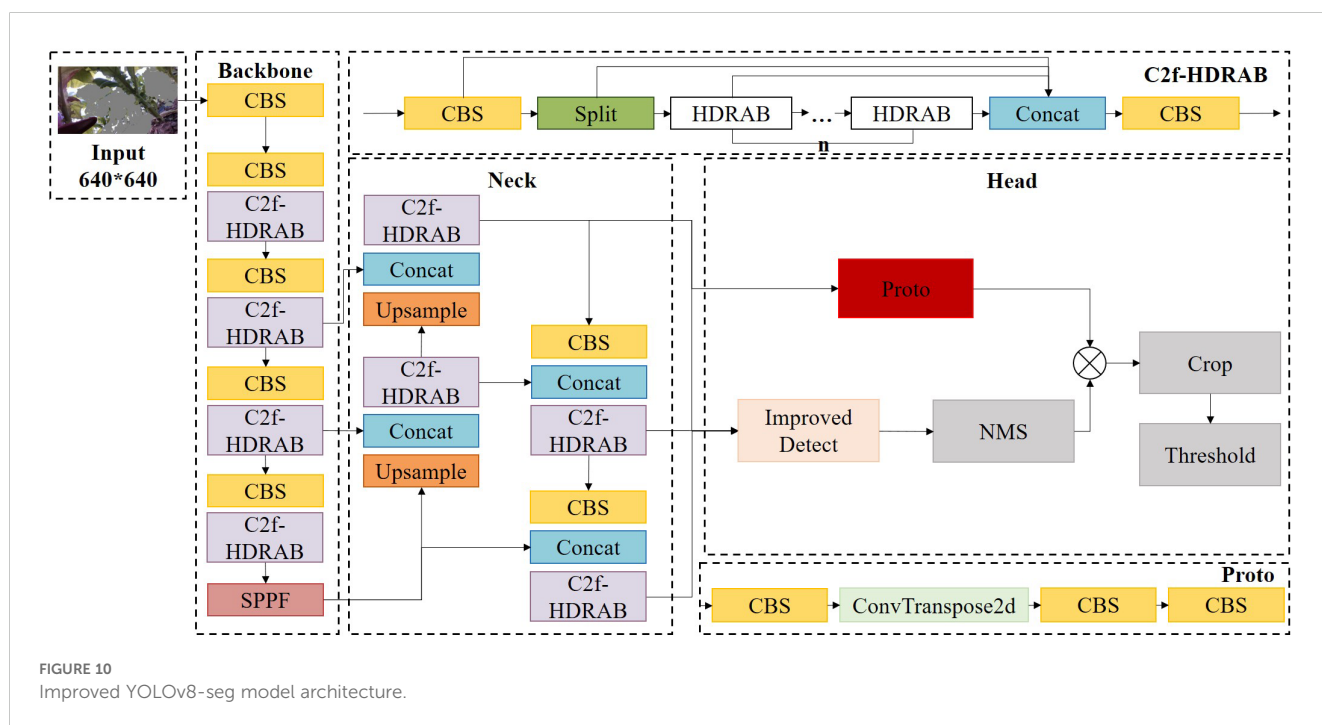 Input
640*640
Backbone
CBS
CBS
C2f-
HDRAB
CBS
C2f-
HDRAB
CBS
C2f-
HDRAB
CBS
C2f-
HDRAB
SPPF
C2f-HDRAB
CBS
Split
HDRAB
...
HDRAB
n
Concat
CBS
Neck
C2f-
HDRAB
Concat
Upsample
C2f-
HDRAB
Concat
Upsample
CBS
Concat
C2f-
HDRAB
CBS
Concat
C2f-
HDRAB
Head
Proto
Improved
Detect
NMS
Crop
Threshold
Proto
CBS
ConvTranspose2d
CBS
CBS
FIGURE 10
Improved YOLOv8-seg model architecture.